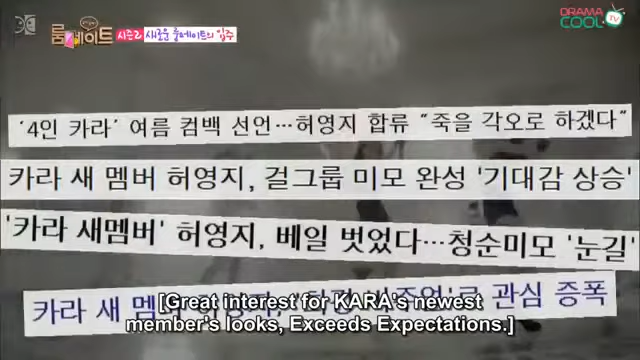 룸메이트 시즌2 새로운 룸메이트의 입주
DRAMA
COOL TV
'4인 카라' 여름 컴백 선언…허영지 합류 "죽을 각오로 하겠다"
카라 새 멤버 허영지, 걸그룹 미모 완성 '기대감 상승'
'카라 새멤버' 허영지, 베일 벗었다…청순미모 '눈길'
카라 새 관심 증폭
[Great interest for KARA's newest
member's looks, Exceeds Expectations.]